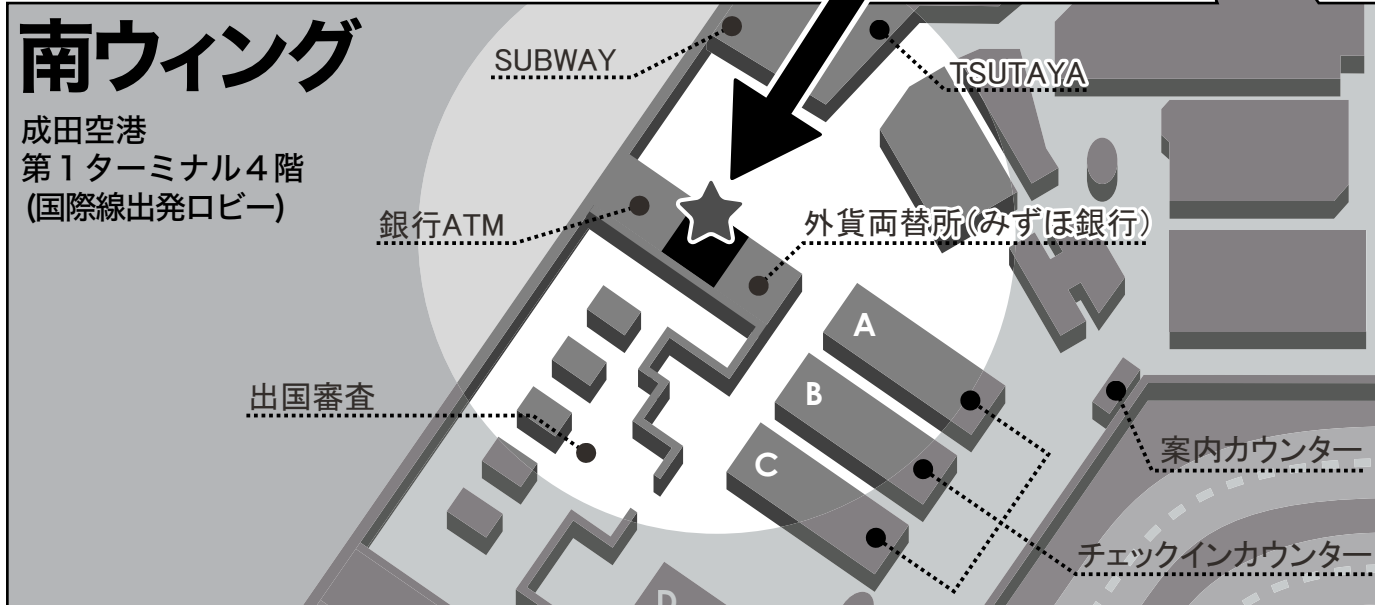 南ウィング
成田空港
第１ターミナル４階
(国際線出発ロビー)
SUBWAY
TSUTAYA
銀行ATM
外貨両替所(みずほ銀行)
A
B
C
出国審査
案内カウンター
チェックインカウンター
D